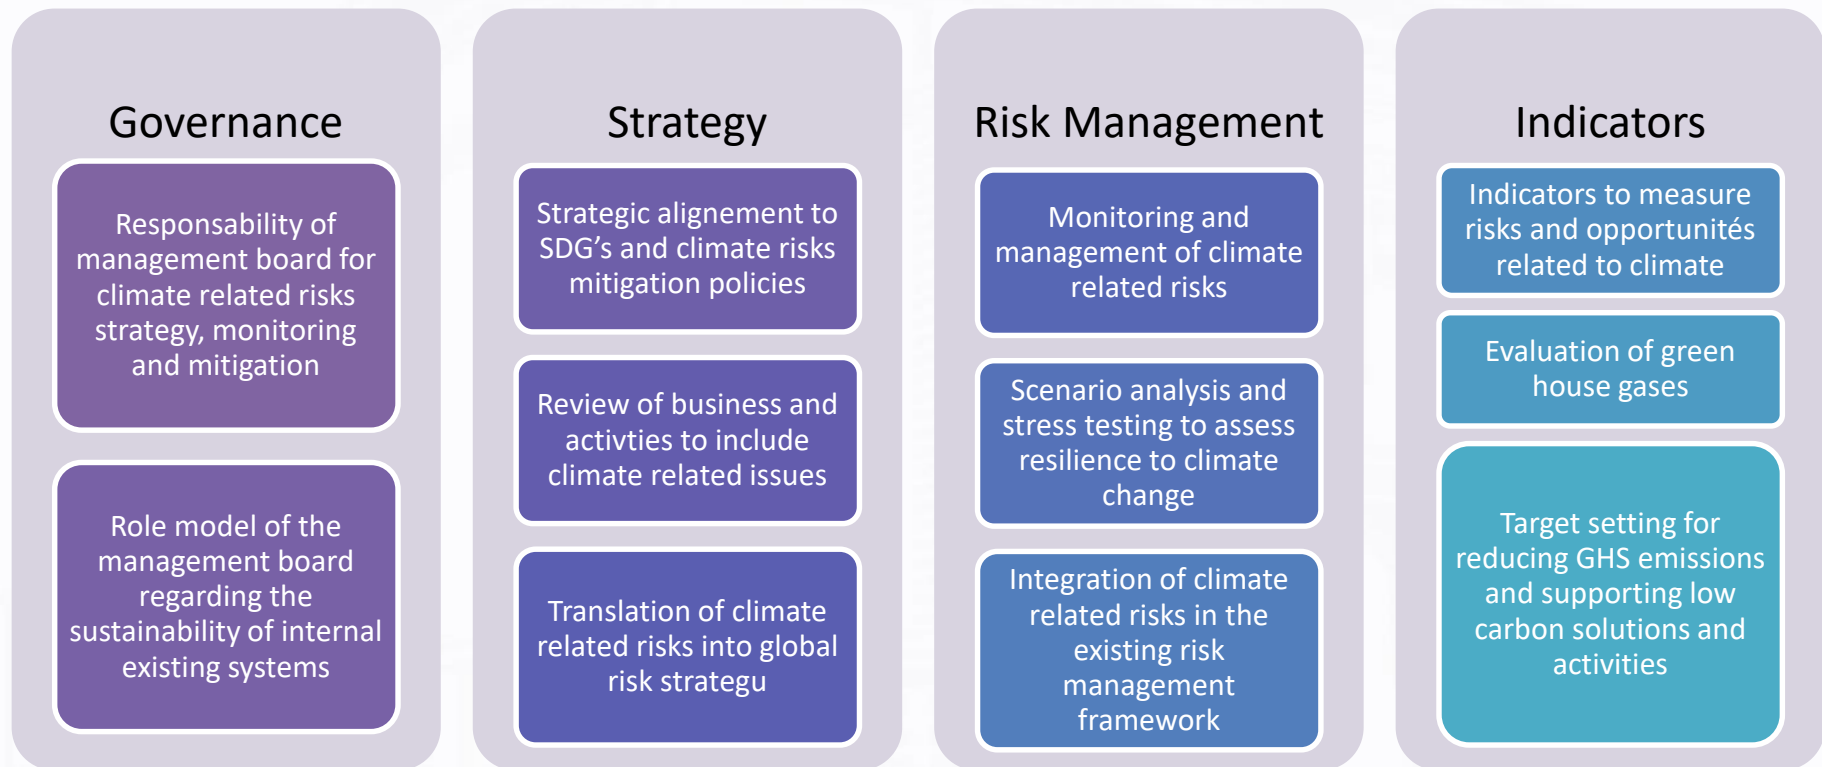 Governance
Responsability of
management board for
climate related risks
strategy, monitoring
and mitigation
Role model of the
management board
regarding the
sustainability of internal
existing systems
Strategy
Strategic alignement to
SDG's and climate risks
mitigation policies
Review of business and
activties to include
climate related issues
Translation of climate
related risks into global
risk strategu
Risk Management
Monitoring and
management of climate
related risks
Scenario analysis and
stress testing to assess
resilience to climate
change
Integration of climate
related risks in the
existing risk
management
framework
Indicators
Indicators to measure
risks and opportunités
related to climate
Evaluation of green
house gases
Target setting for
reducing GHS emissions
and supporting low
carbon solutions and
activities